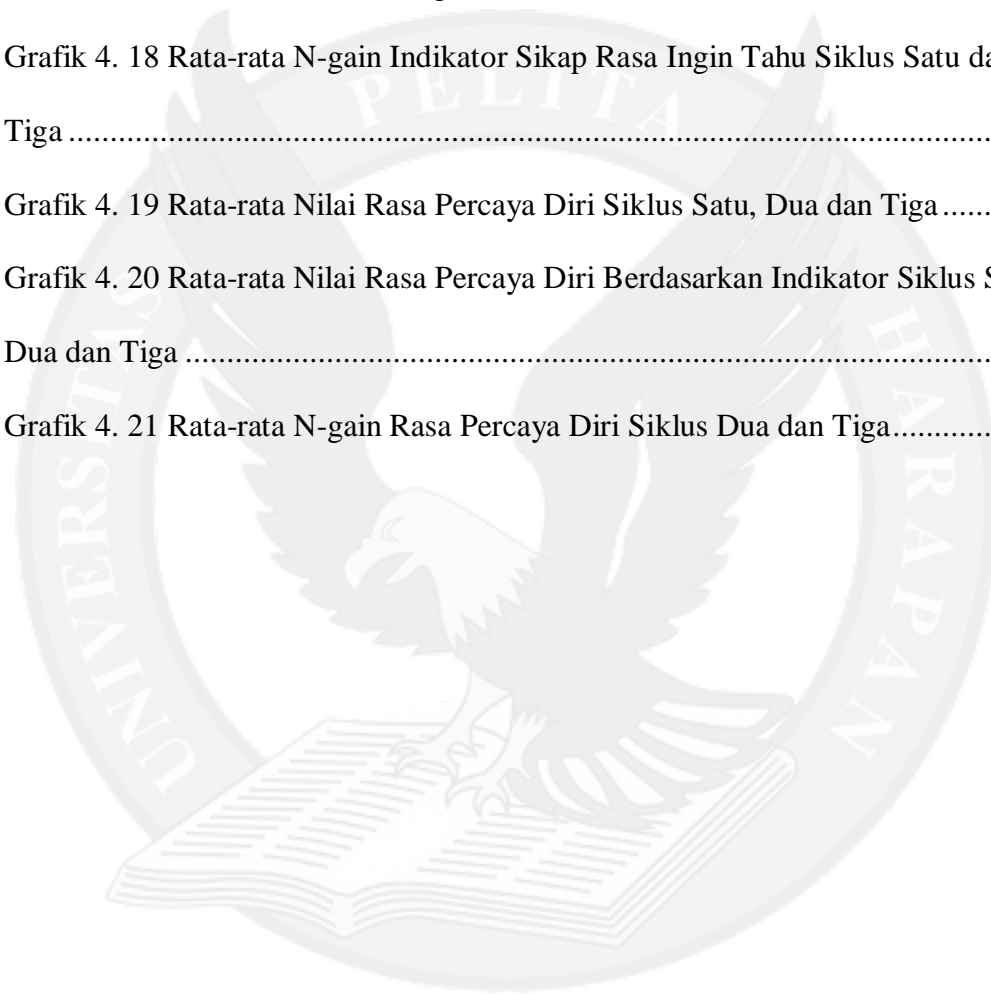 Grafik 4. 18 Rata-rata N-gain Indikator Sikap Rasa Ingin Tahu Siklus Satu da
Tiga ........................................................................................................
Grafik 4. 19 Rata-rata Nilai Rasa Percaya Diri Siklus Satu, Dua dan Tiga ......
Grafik 4. 20 Rata-rata Nilai Rasa Percaya Diri Berdasarkan Indikator Siklus S
Dua dan Tiga ...........................................................................................
Grafik 4. 21 Rata-rata N-gain Rasa Percaya Diri Siklus Dua dan Tiga............
UNIVERSITAS PELITA HARAPAN